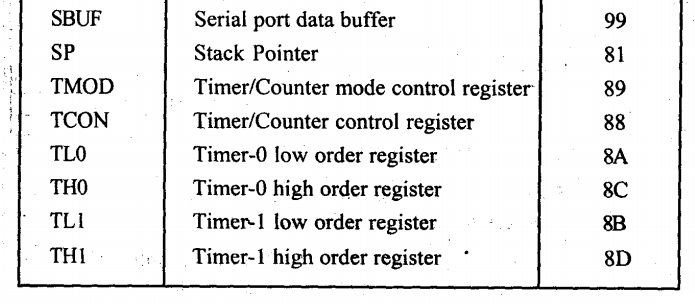 SBUF Serial port data buffer 99
SP Stack Pointer 81
TMOD Timer/Counter mode control register 89
TCON Timer/Counter control register 88
TL0 Timer-0 low order register 8A
TH0 Timer-0 high order register 8C
TL1 Timer-1 low order register 8B
TH1 Timer-1 high order register 8D